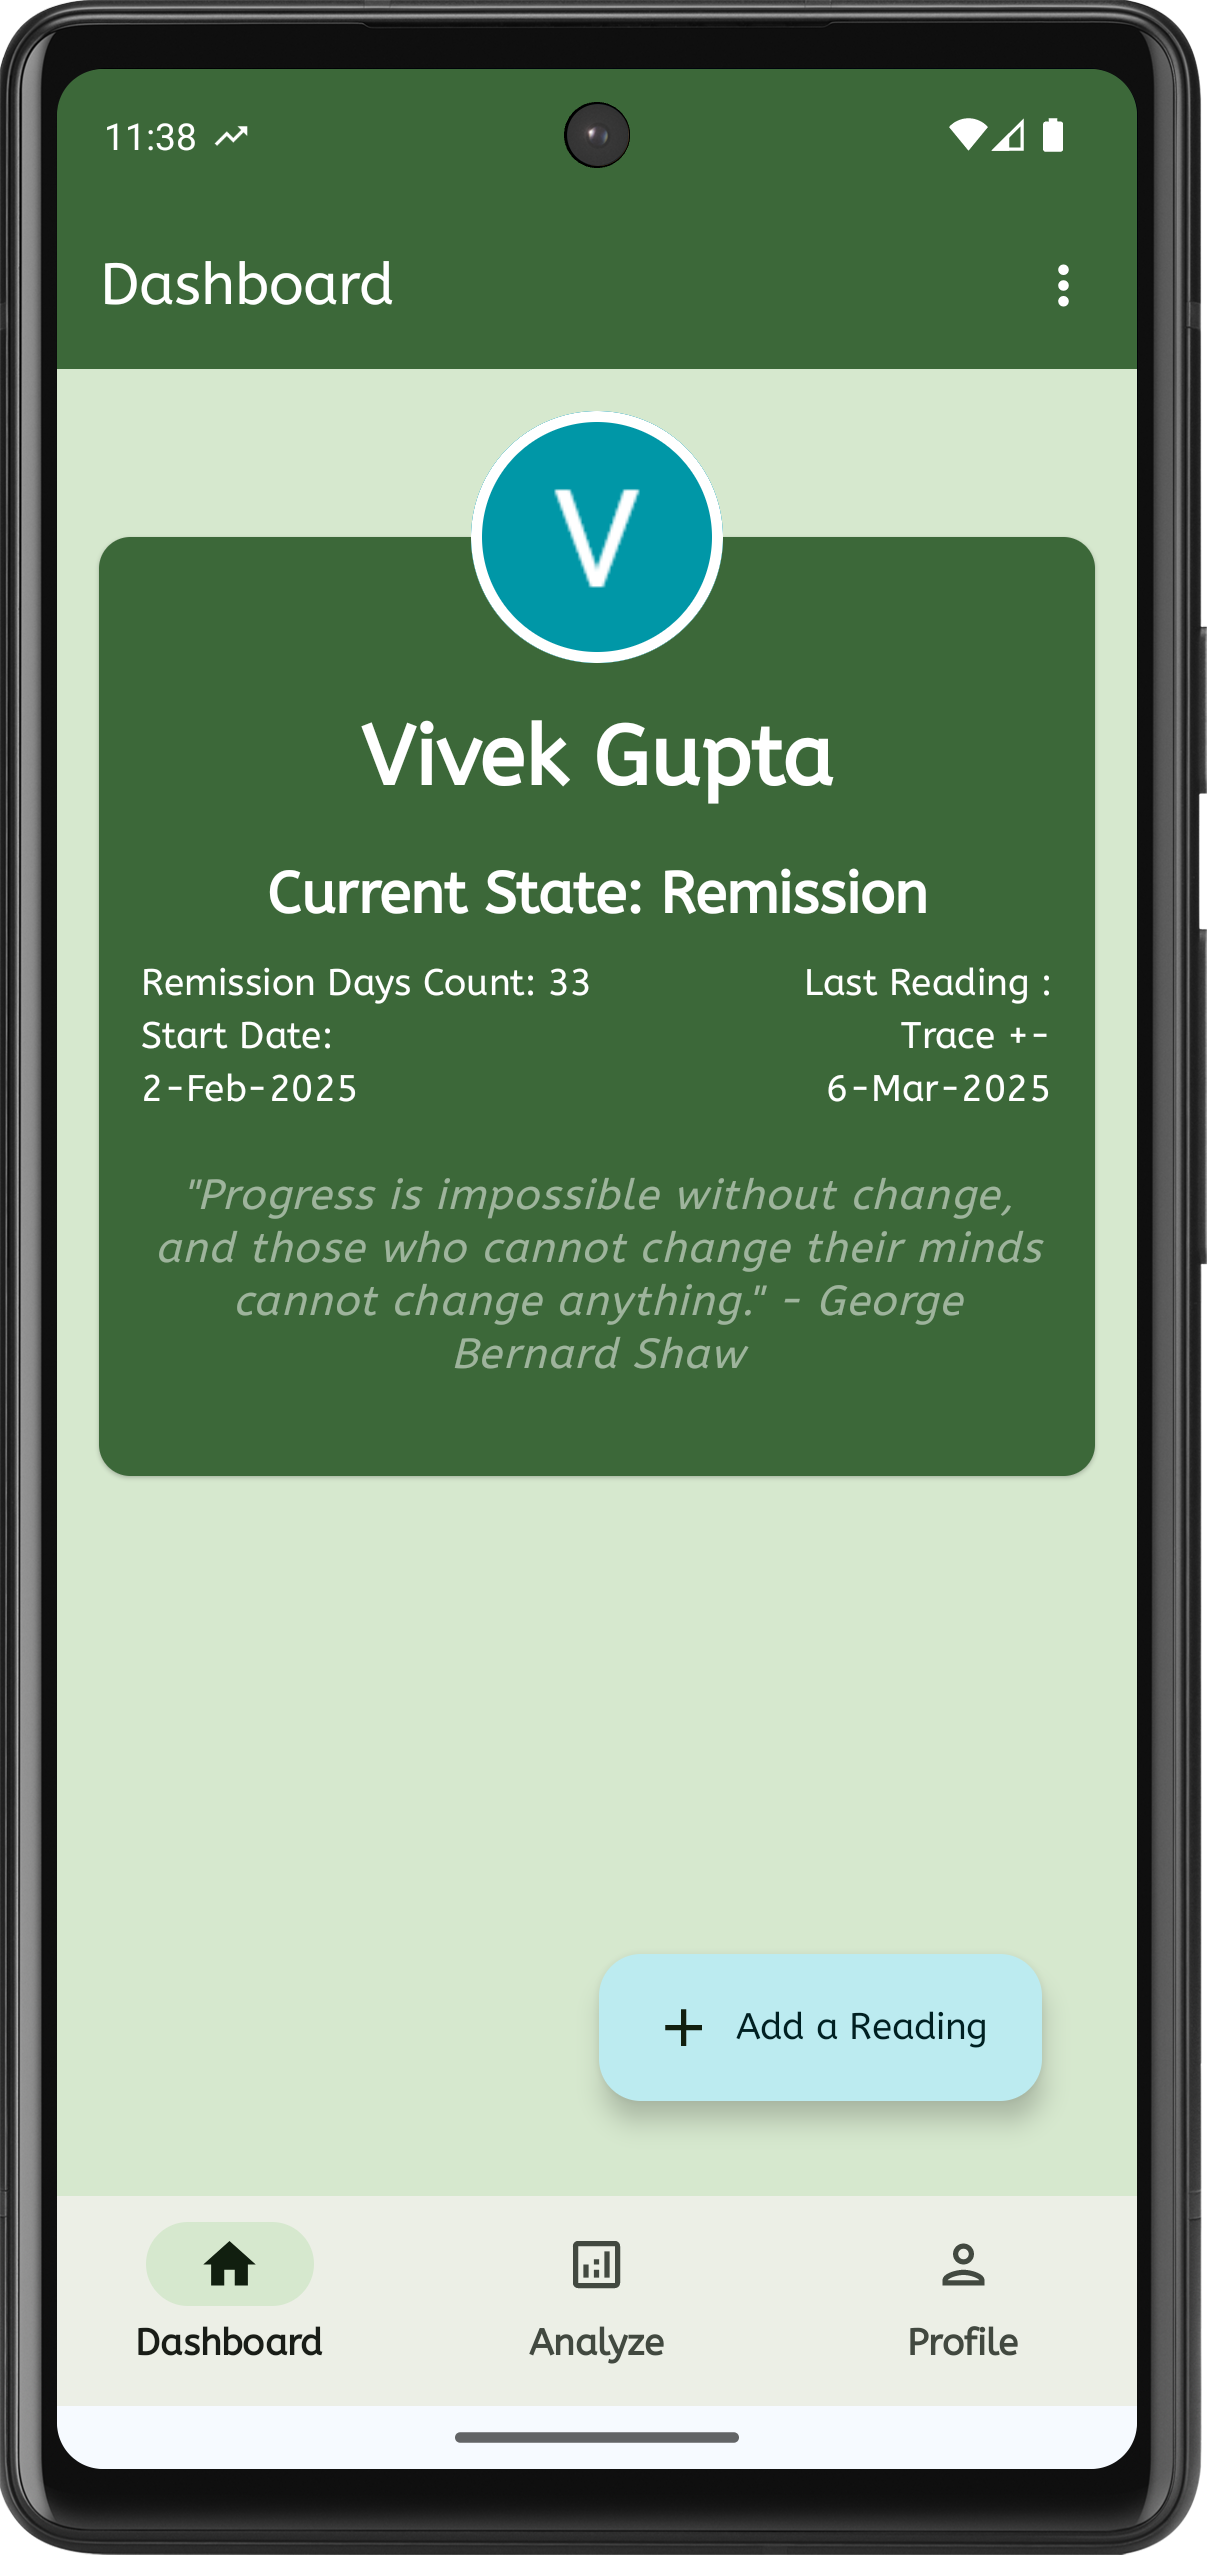 11:38
Dashboard
V
Vivek Gupta
Current State: Remission
Remission Days Count: 33
Start Date:
2-Feb-2025
Last Reading :
Trace +-
6-Mar-2025
"Progress is impossible without change,
and those who cannot change their minds
cannot change anything." - George
Bernard Shaw
Add a Reading
Dashboard
Analyze
Profile